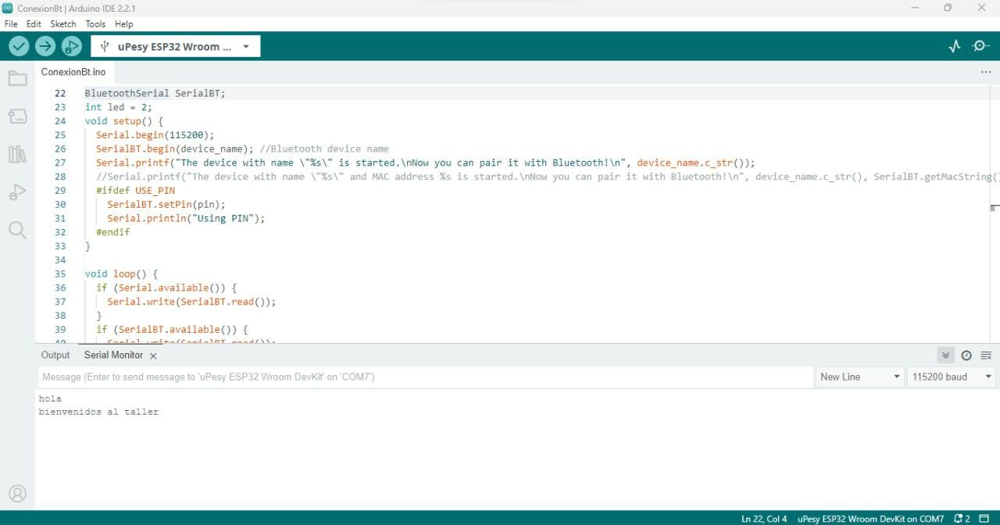 ConexionBt | Arduino IDE 2.2.1
File Edit Sketch Tools Help
uPesy ESP32 Wroom ...
ConexionBt.ino
22 BluetoothSerial SerialBT;
23 int led = 2;
24 void setup() {
25 Serial.begin(115200);
26 SerialBT.begin(device_name); //Bluetooth device name
27 Serial.printf("The device with name \"%s\" is started.\nNow you can pair it with Bluetooth!\n", device_name.c_str());
28 //Serial.printf("The device with name \"%s\" and MAC address %s is started.\nNow you can pair it with Bluetooth!\n", device_name.c_str(), SerialBT.getMacString()
29 #ifdef USE_PIN
30 SerialBT.setPin(pin);
31 Serial.println("Using PIN");
32 #endif
33 }
34
35 void loop() {
36 if (Serial.available()) {
37 Serial.write(SerialBT.read());
38 }
39 if (SerialBT.available()) {
40 Serial.write(SerialBT.read());
Output Serial Monitor
Message (Enter to send message to 'uPesy ESP32 Wroom DevKit' on 'COM7')
New Line 115200 baud
hola
bienvenidos al taller
Ln 22, Col 4 uPesy ESP32 Wroom DevKit on COM7 2